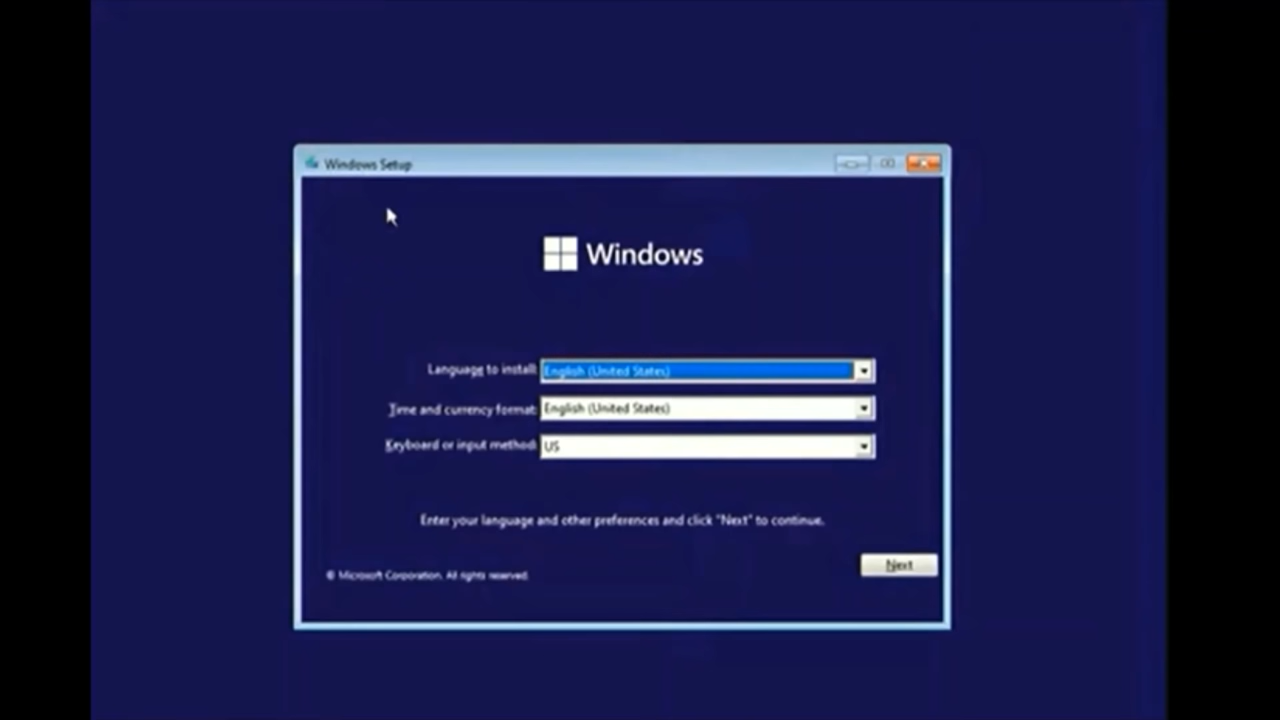 Windows Setup
Windows
Language to install: English (United States)
Time and currency format: English (United States)
Keyboard or input method: US
Enter your language and other preferences and click "Next" to continue.
Next
© Microsoft Corporation. All rights reserved.